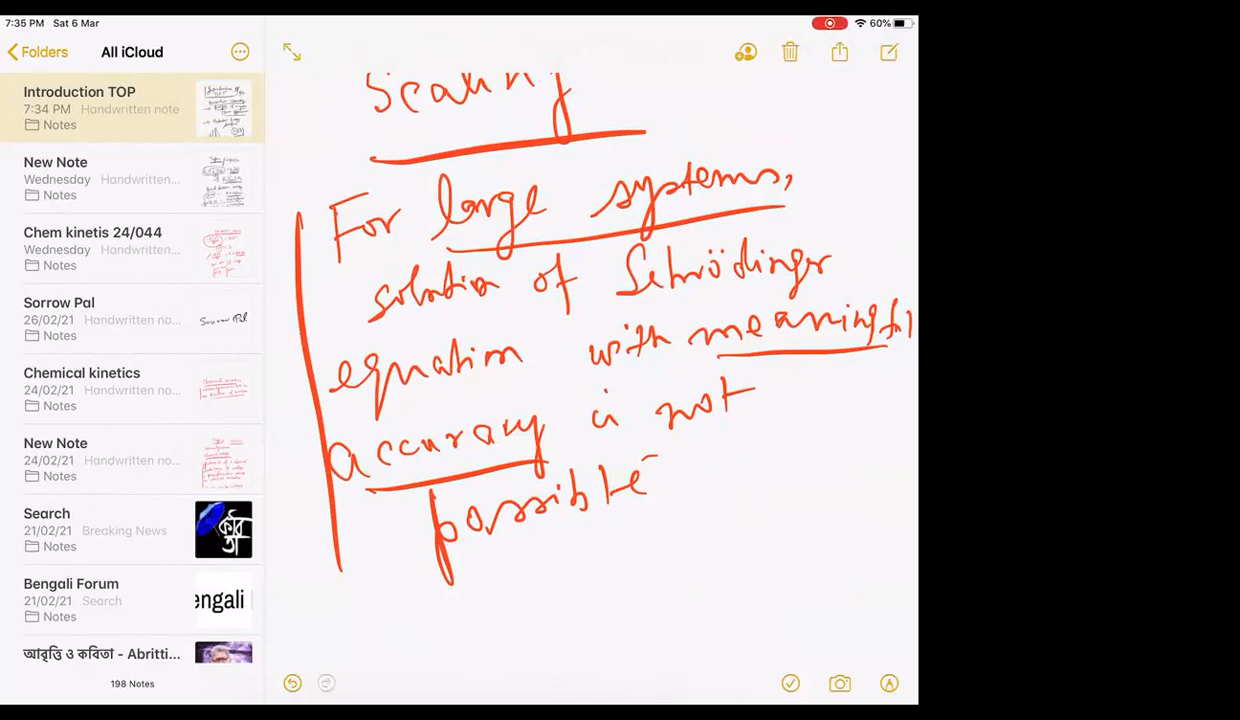 7:35 PM Sat 6 Mar
60%
Folders
All iCloud
Introduction TOP
7:34 PM Handwritten note
Notes
New Note
Wednesday Handwritten...
Notes
Chem kinetis 24/044
Wednesday Handwritten...
Notes
Sorrow Pal
26/02/21 Handwritten no...
Notes
Chemical kinetics
24/02/21 Handwritten no...
Notes
New Note
24/02/21 Handwritten no...
Notes
Search
21/02/21 Breaking News
Notes
Bengali Forum
21/02/21 Search
Notes
engali
আবৃত্তি ও কবিতা - Abritti...
198 Notes
Scaling
For large systems,
solution of Schrödinger
equation with meaningful
accuracy is not
possible